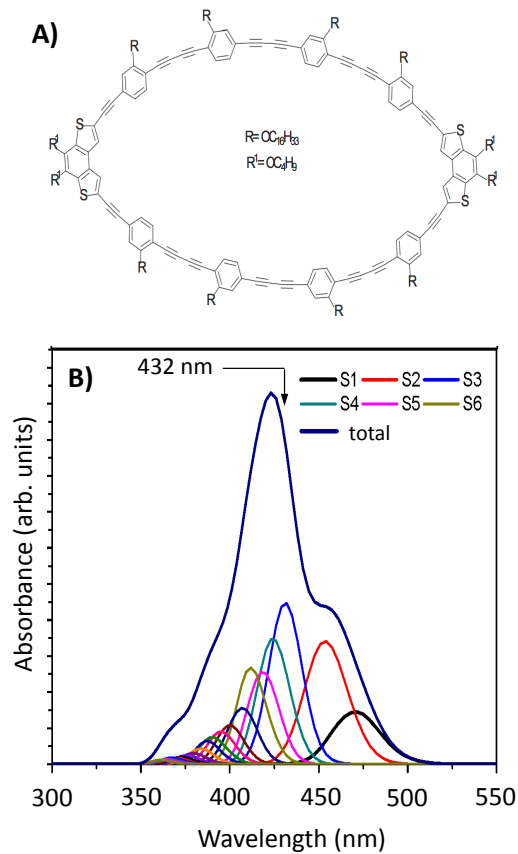 A)
R
R
R
R
S
S
R¹
R¹
R=OC₁₆H₃₃
R¹=OC₄H₉
R¹
R¹
S
S
R
R
R
R
432 nm
B)
S1 S2 S3
S4 S5 S6
total
Absorbance (arb. units)
300 350 400 450 500 550
Wavelength (nm)